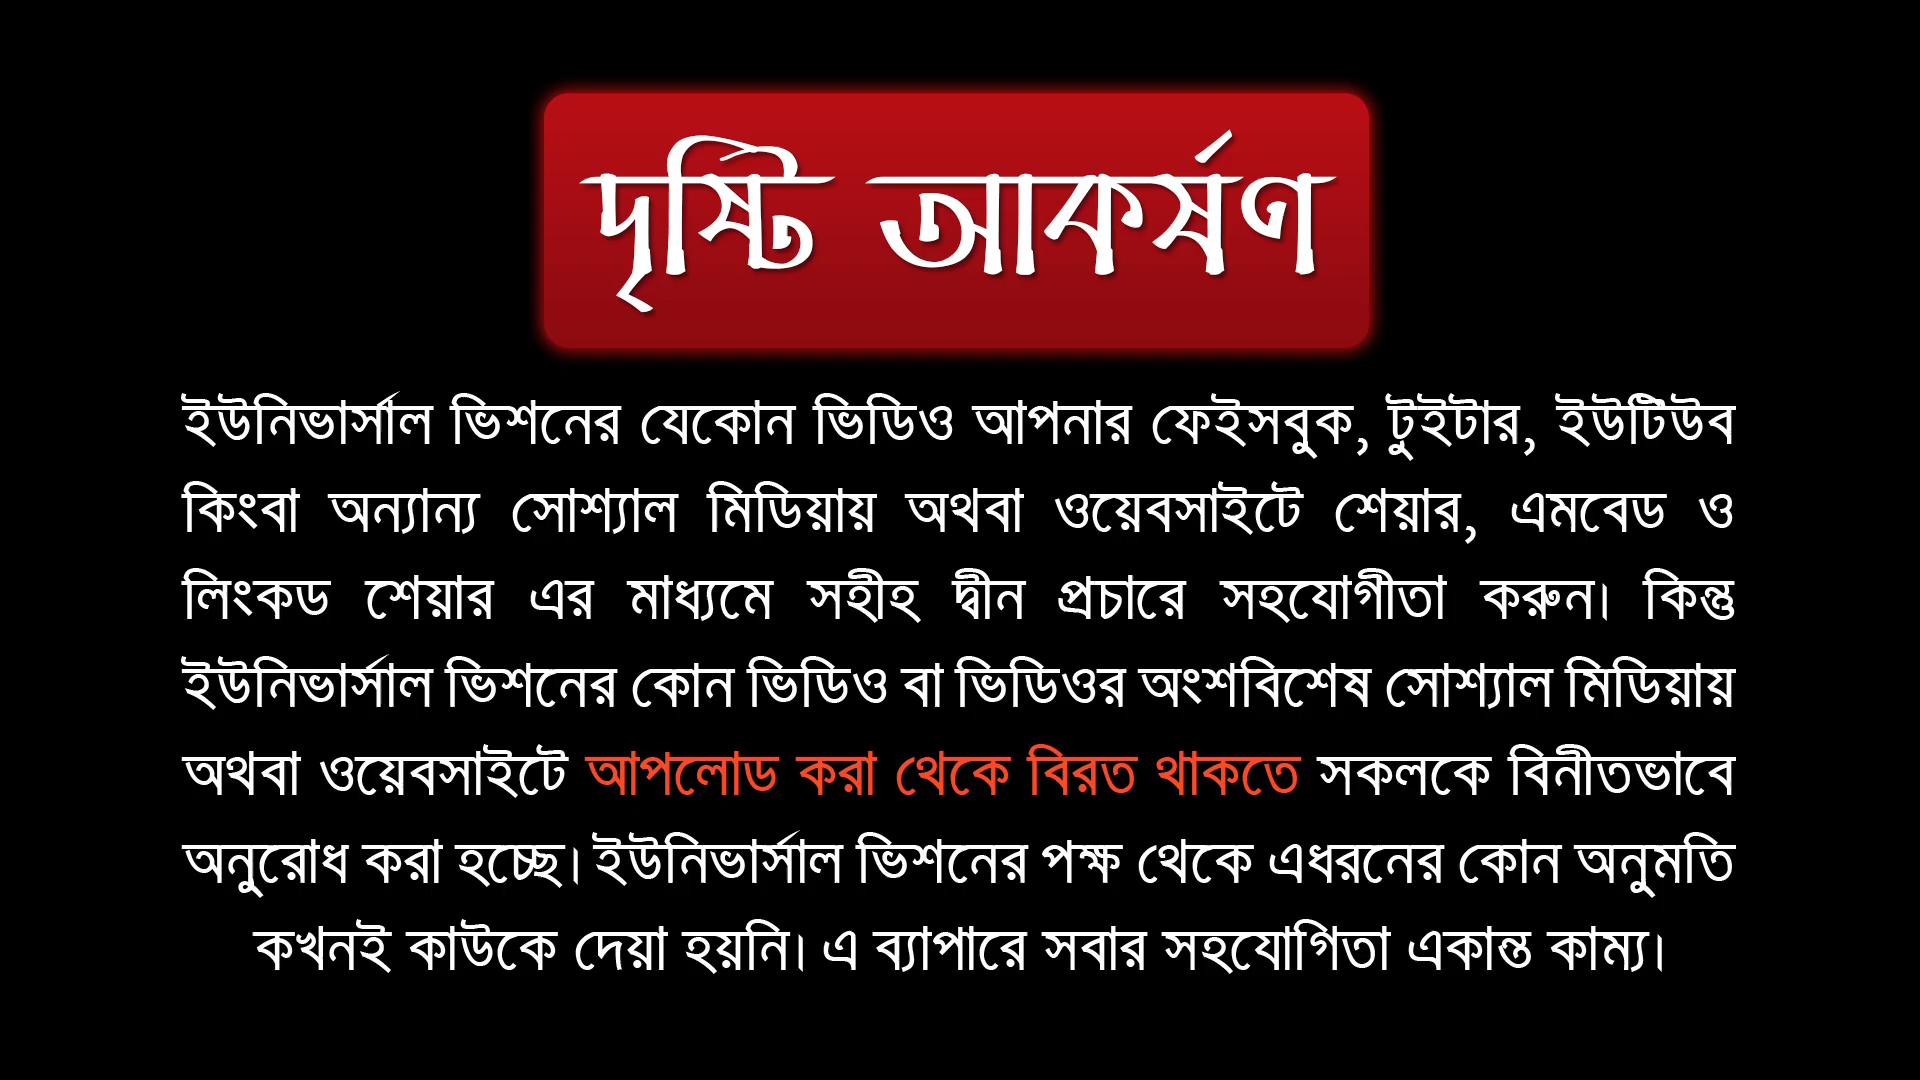 দৃষ্টি আকর্ষণ
ইউনিভার্সাল ভিশনের যেকোন ভিডিও আপনার ফেইসবুক, টুইটার, ইউটিউব
কিংবা অন্যান্য সোশ্যাল মিডিয়ায় অথবা ওয়েবসাইটে শেয়ার, এমবেড ও
লিংকড শেয়ার এর মাধ্যমে সহীহ দ্বীন প্রচারে সহযোগীতা করুন। কিন্তু
ইউনিভার্সাল ভিশনের কোন ভিডিও বা ভিডিওর অংশবিশেষ সোশ্যাল মিডিয়ায়
অথবা ওয়েবসাইটে আপলোড করা থেকে বিরত থাকতে সকলকে বিনীতভাবে
অনুরোধ করা হচ্ছে। ইউনিভার্সাল ভিশনের পক্ষ থেকে এধরনের কোন অনুমতি
কখনই কাউকে দেয়া হয়নি। এ ব্যাপারে সবার সহযোগিতা একান্ত কাম্য।